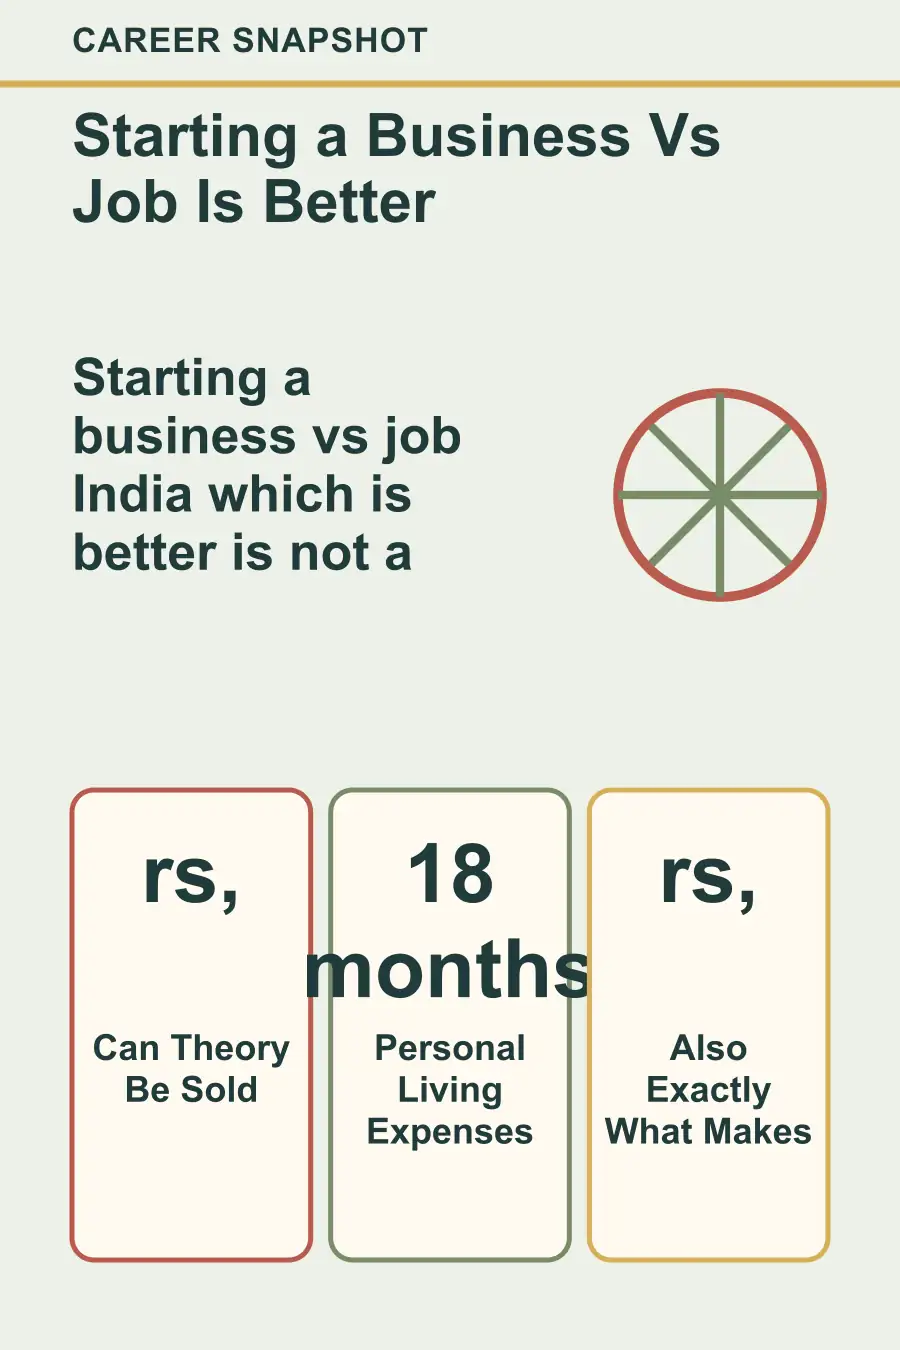 CAREER SNAPSHOT
Starting a Business Vs
Job Is Better
Starting a
business vs job
India which is
better is not a
rs,
Can Theory
Be Sold
18
months
Personal
Living
Expenses
rs,
Also
Exactly
What Makes